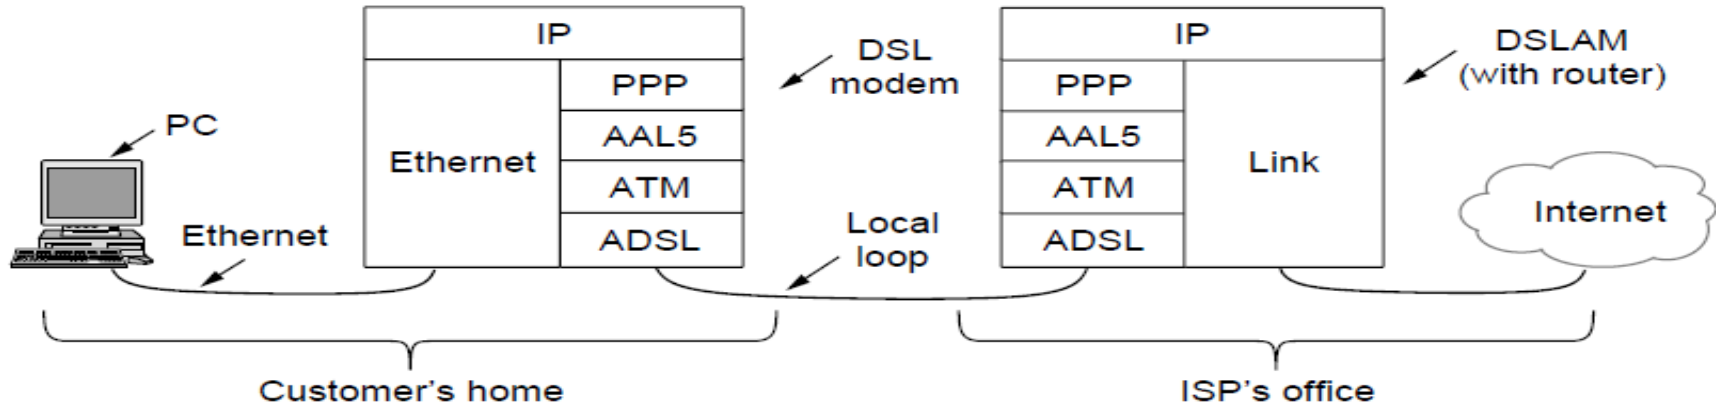 IP
IP
DSL
modem
DSLAM
(with router)
PPP
PPP
PC
AAL5
AAL5
Ethernet
Link
ATM
ATM
Internet
Ethernet
Local
loop
ADSL
ADSL
Customer's home
ISP's office